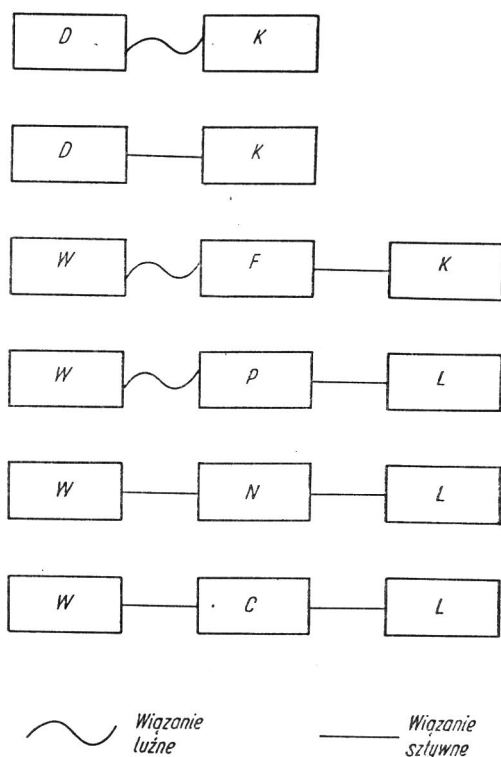 D K
D K
W F K
W P L
W N L
W C L
Wiązanie luźne
Wiązanie sztywne